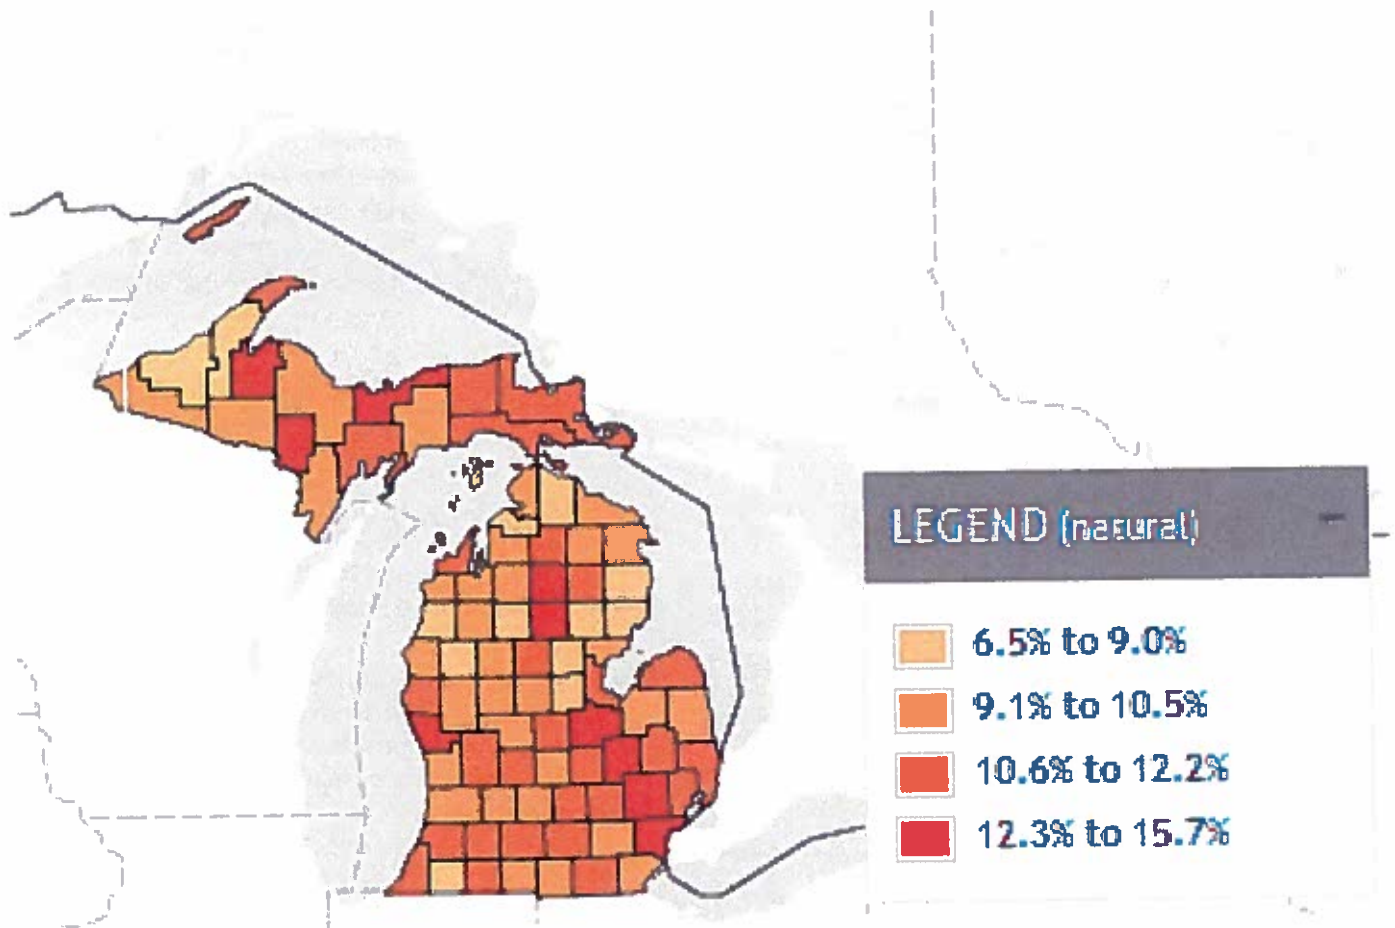 LEGEND (natural)
6.5% to 9.0%
9.1% to 10.5%
10.6% to 12.2%
12.3% to 15.7%